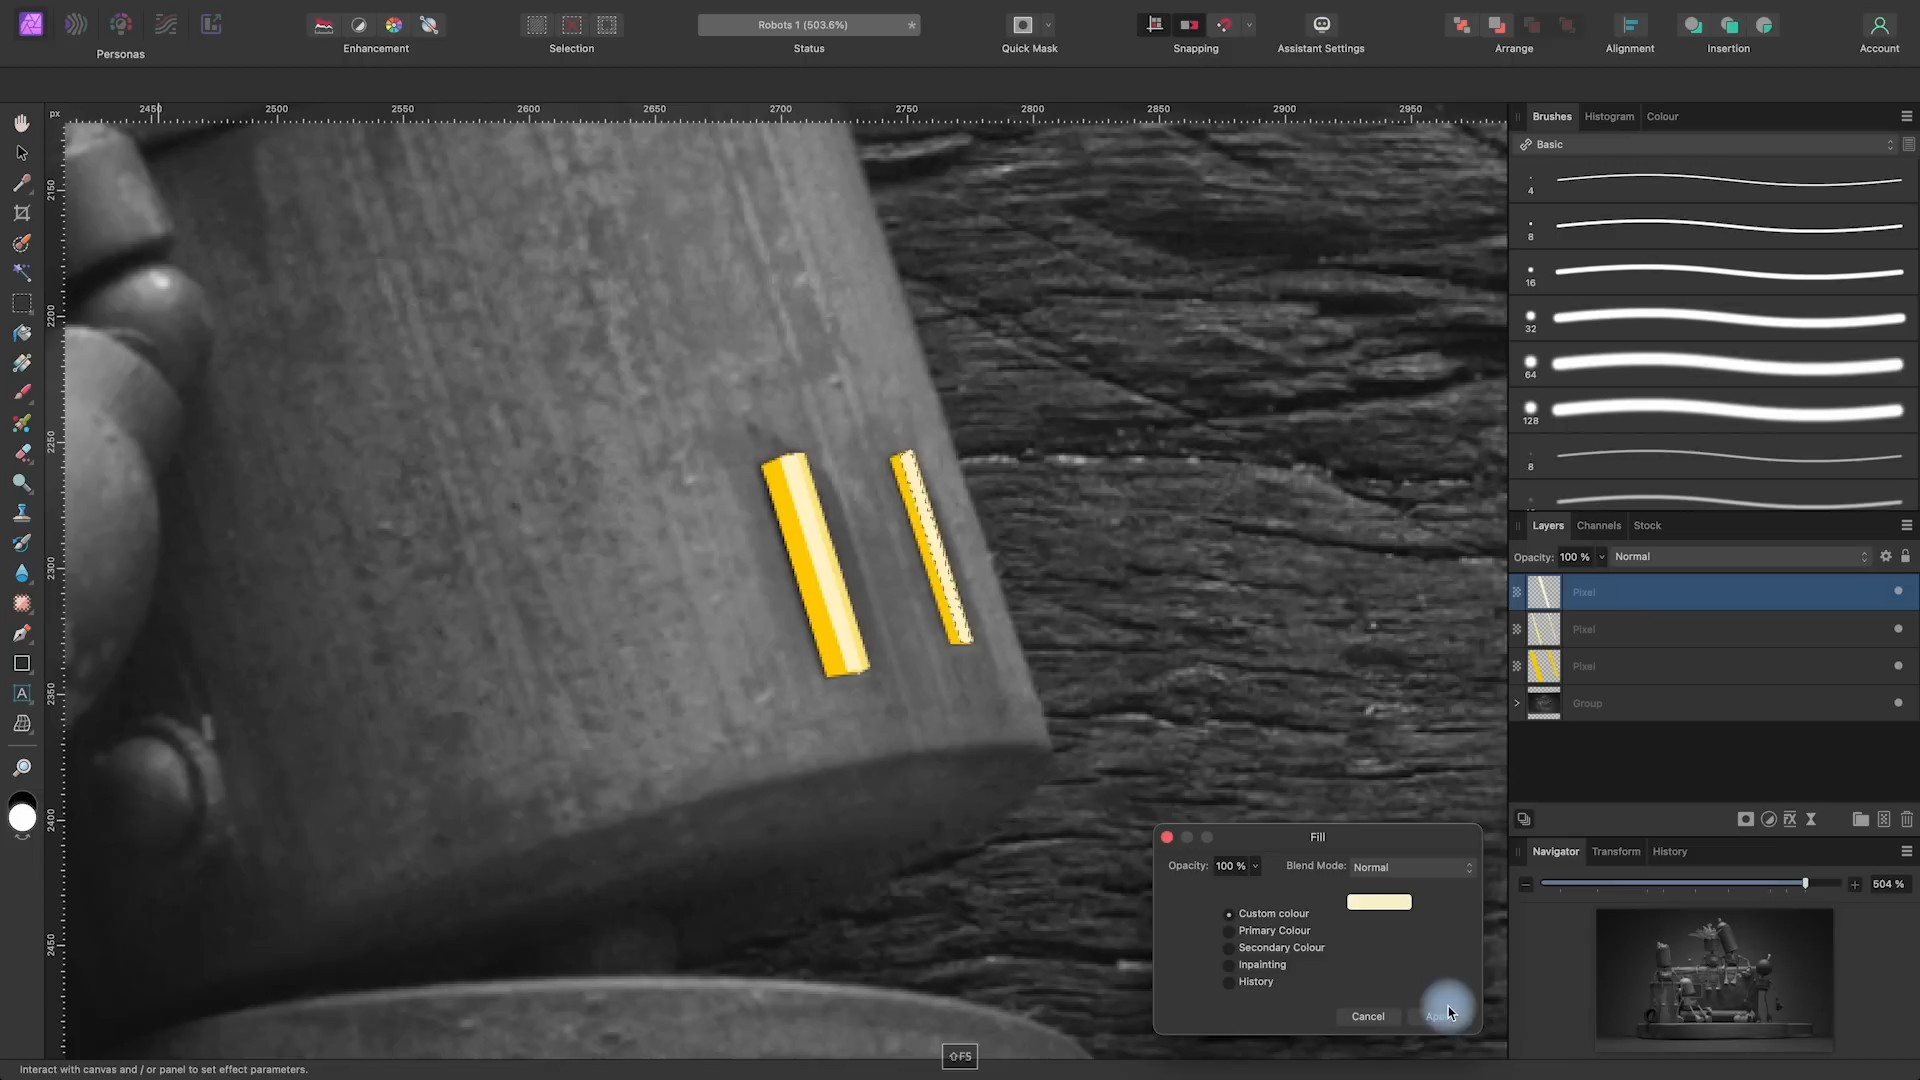 Robots 1 (503.6%)
*
Personas
Enhancement
Selection
Status
Quick Mask
Snapping
Assistant Settings
Arrange
Alignment
Insertion
Account
px
2450
2500
2550
2600
2650
2700
2750
2800
2850
2900
2950
2150
2200
2250
2300
2350
2400
2450
Brushes
Histogram
Colour
Basic
4
8
16
32
64
128
8
Layers
Channels
Stock
Opacity: 100 %
Normal
Pixel
Pixel
Pixel
Group
Navigator
Transform
History
504 %
Fill
Opacity: 100 %
Blend Mode: Normal
Custom colour
Primary Colour
Secondary Colour
Inpainting
History
Cancel
⇧F5
Interact with canvas and / or panel to set effect parameters.